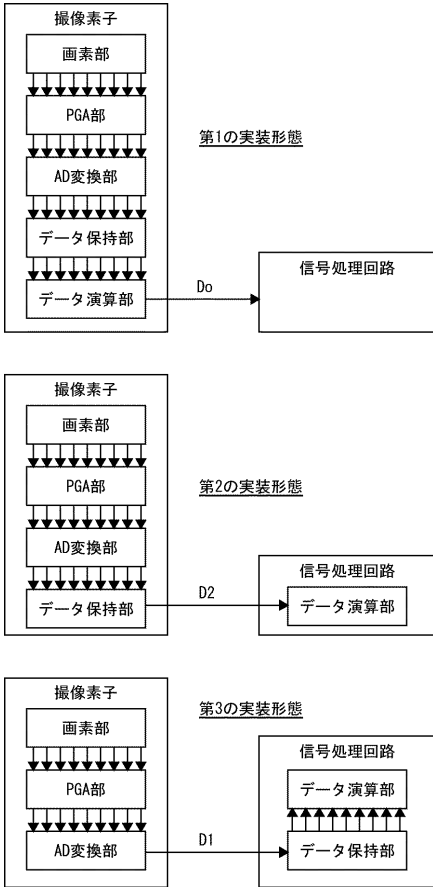 撮像素子
画素部
PGA部
第1の実装形態
AD変換部
データ保持部
信号処理回路
Do
データ演算部
撮像素子
画素部
PGA部
第2の実装形態
AD変換部
信号処理回路
D2
データ保持部
データ演算部
撮像素子
第3の実装形態
画素部
信号処理回路
PGA部
データ演算部
D1
AD変換部
データ保持部